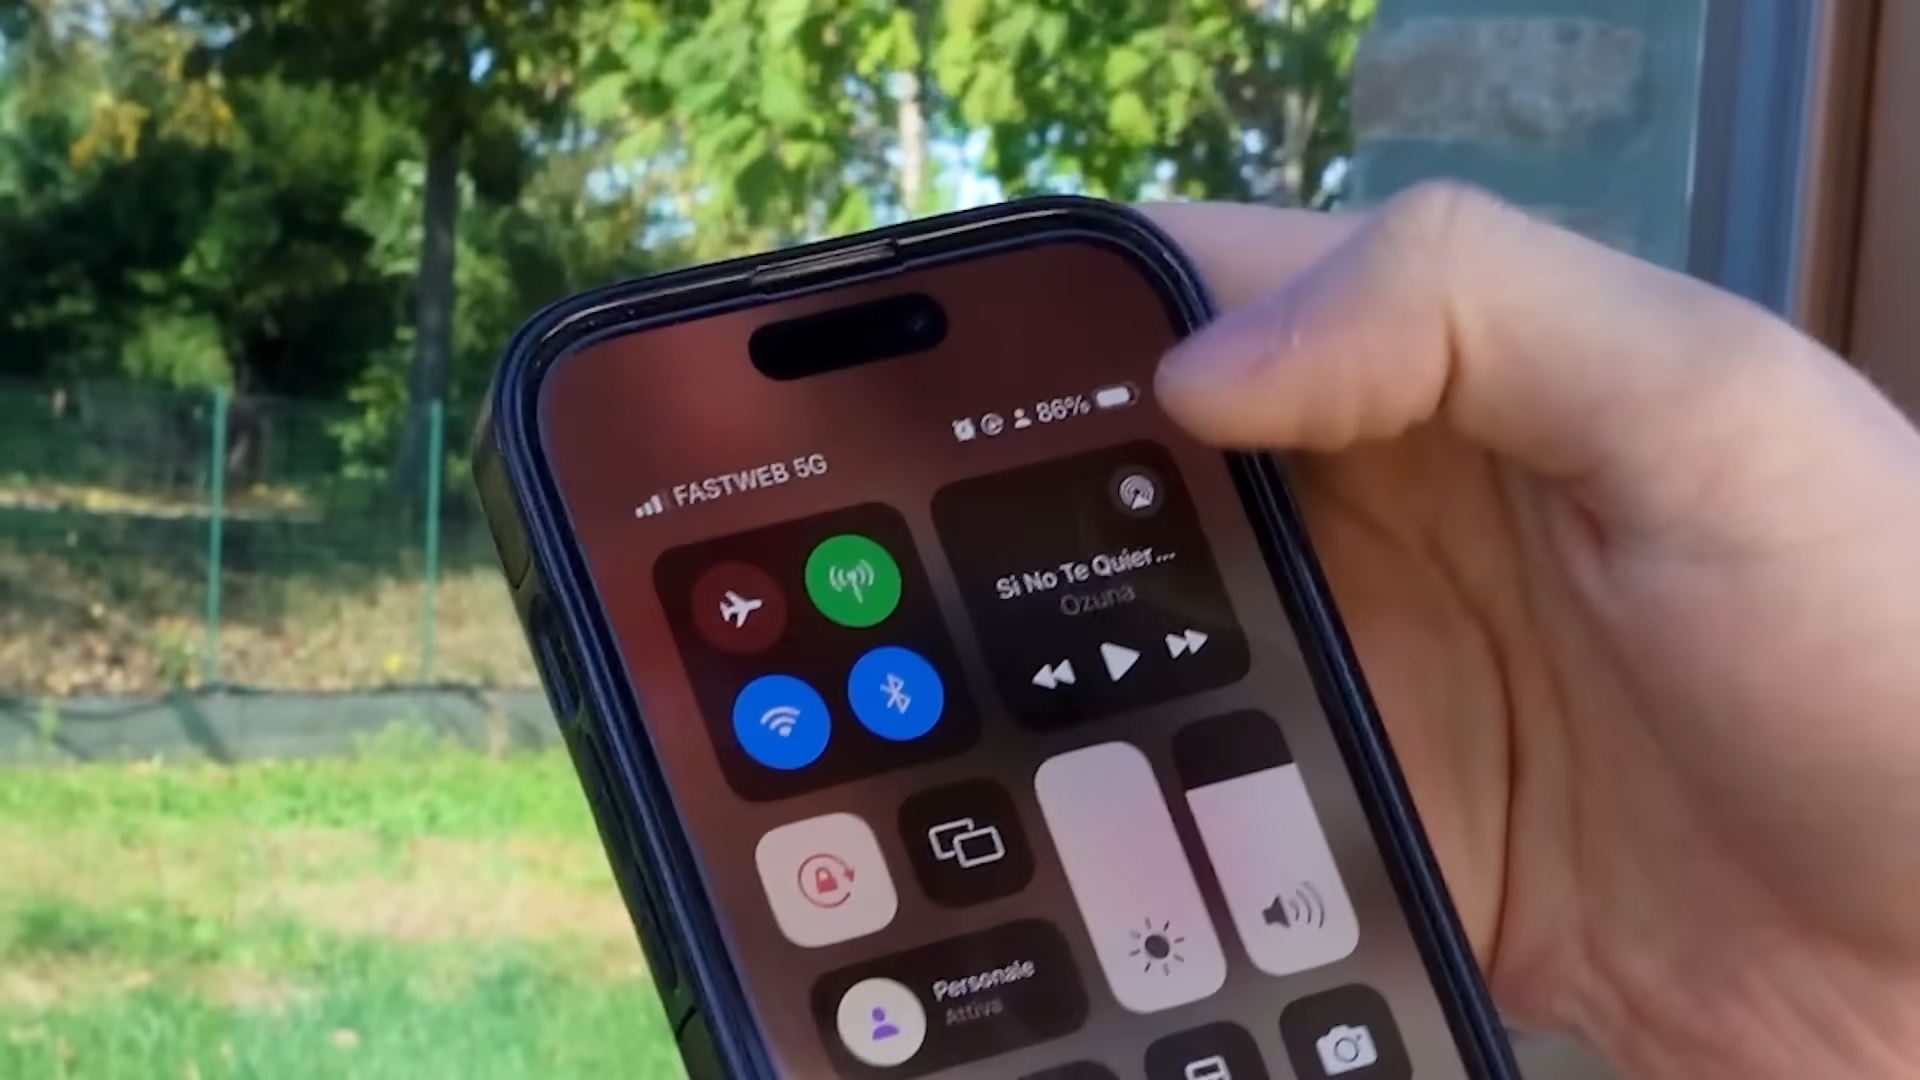 86%
FASTWEB 5G
Si No Te Quier...
Ozuna
Personale
Attiva